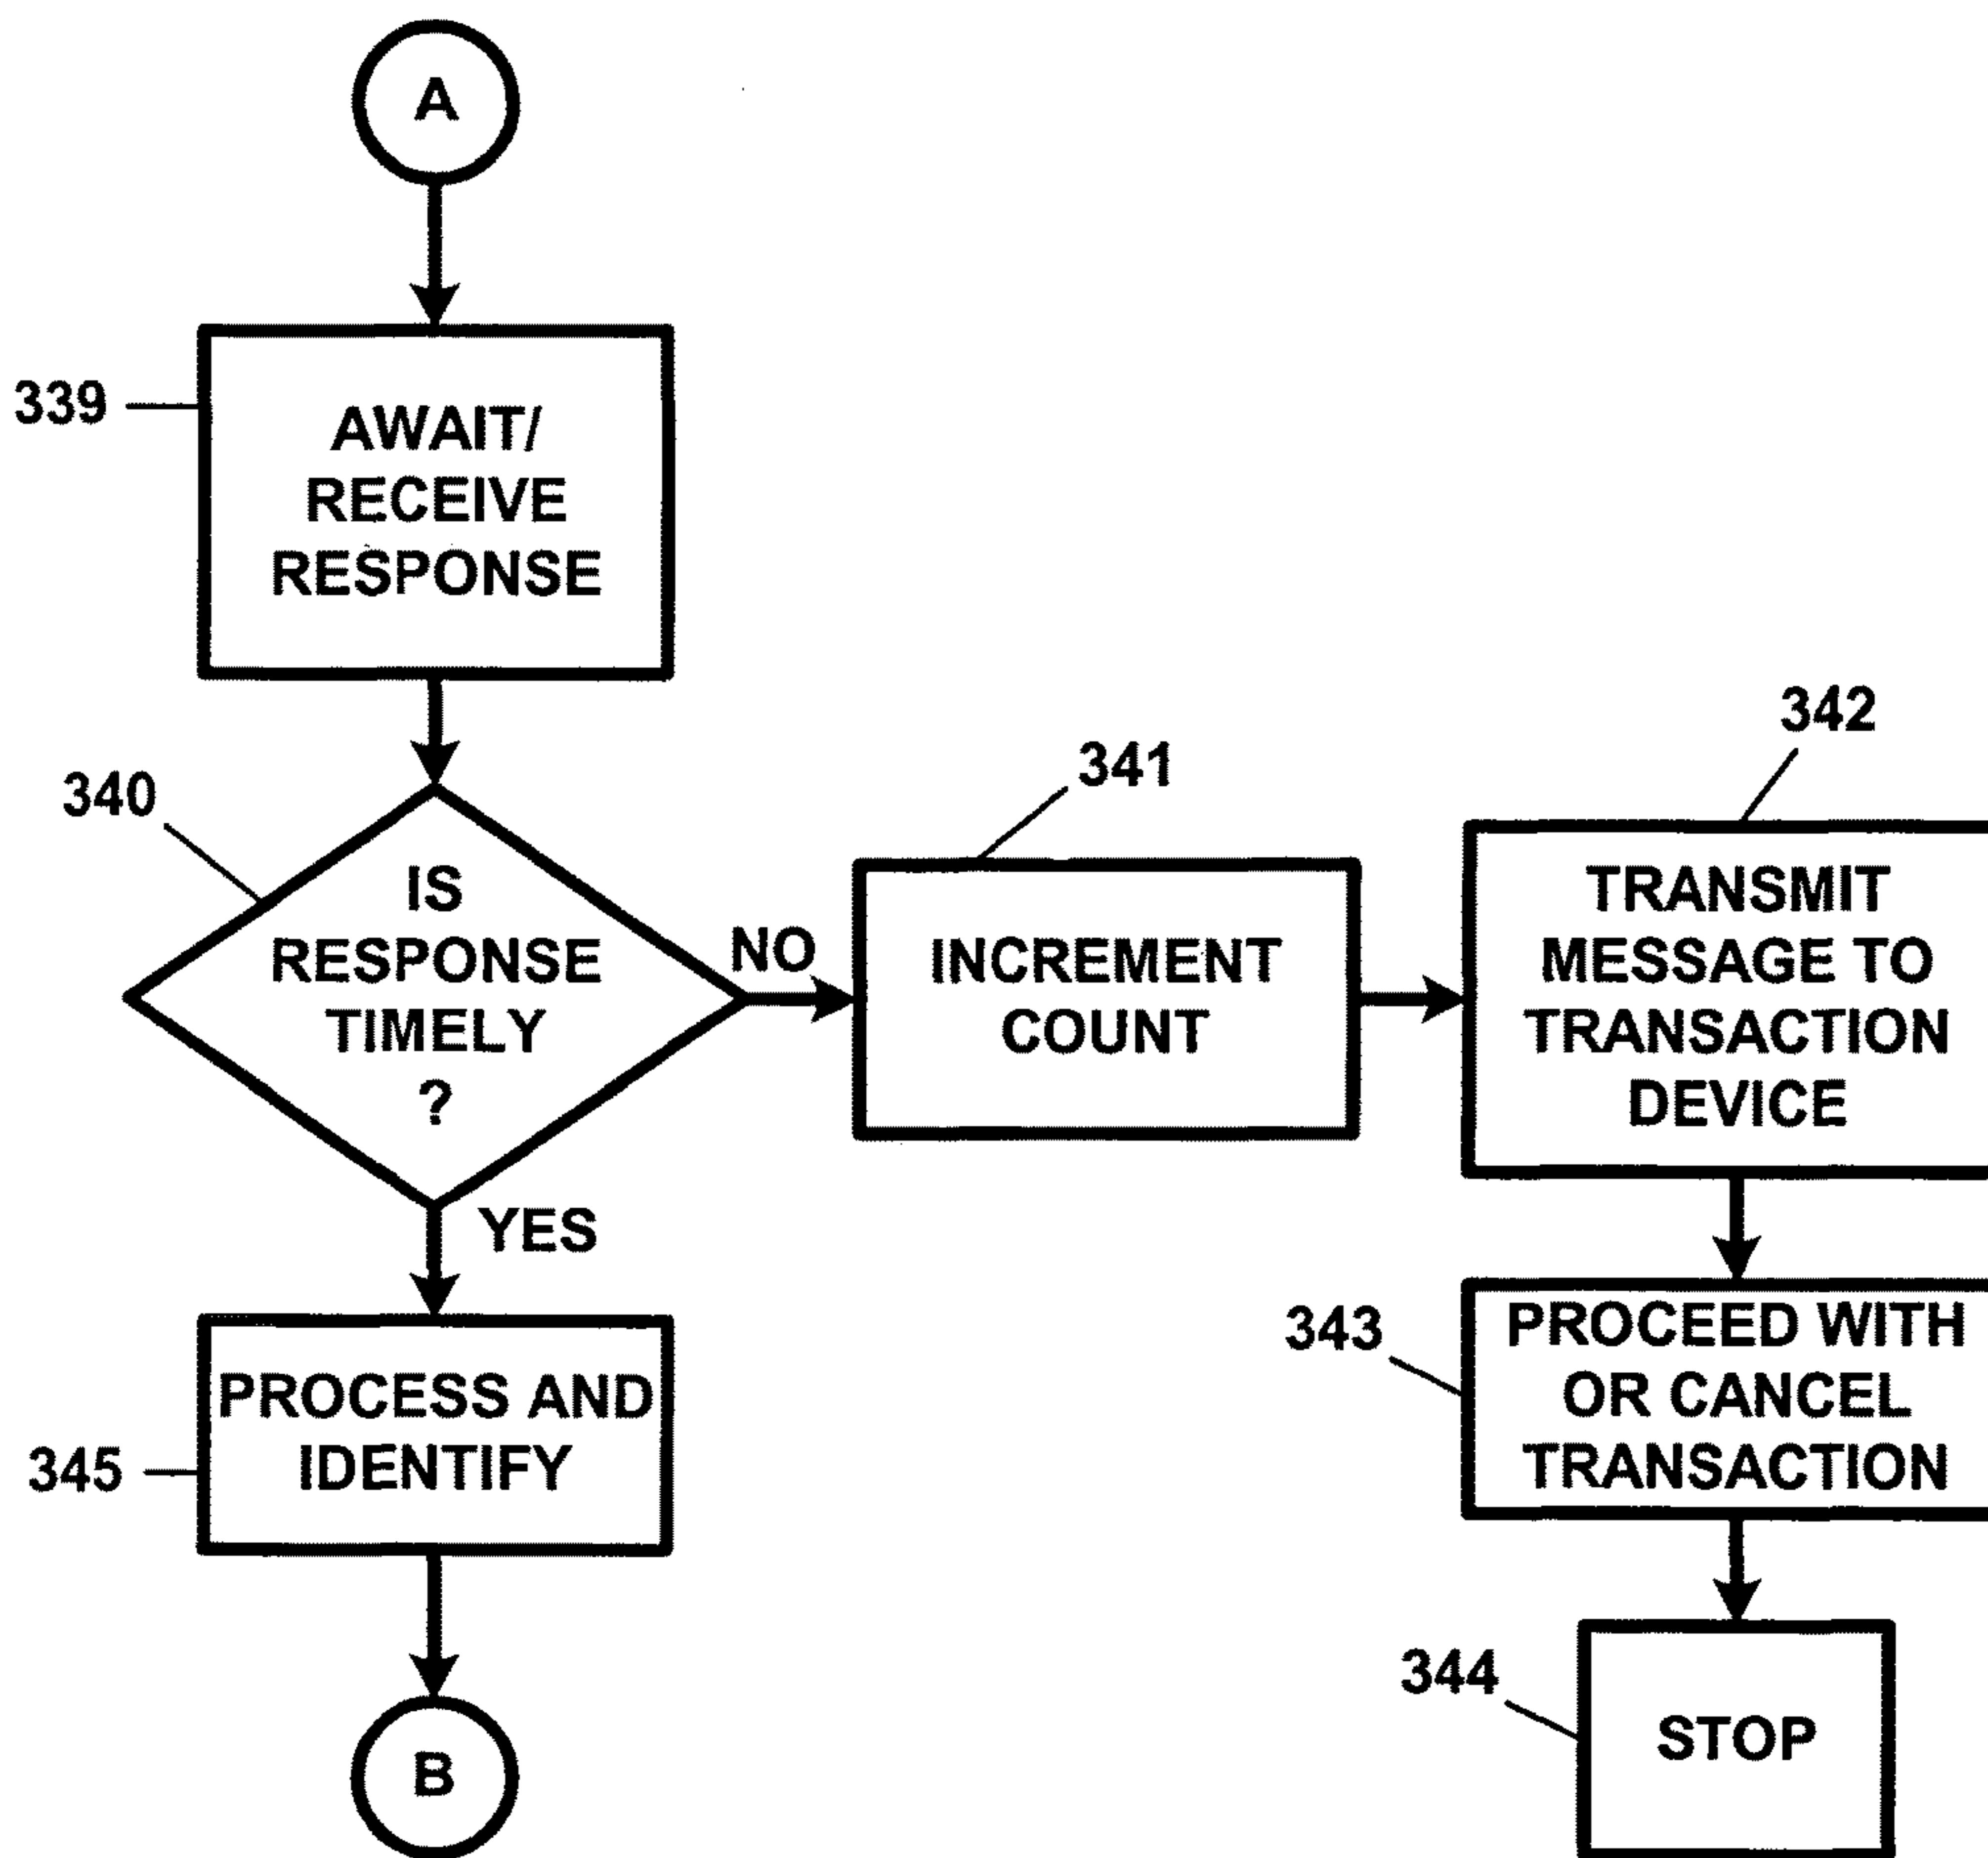 A
339
AWAIT/
RECEIVE
RESPONSE
340
IS
RESPONSE
TIMELY
?
NO
YES
341
INCREMENT
COUNT
342
TRANSMIT
MESSAGE TO
TRANSACTION
DEVICE
343
PROCEED WITH
OR CANCEL
TRANSACTION
344
STOP
345
PROCESS AND
IDENTIFY
B